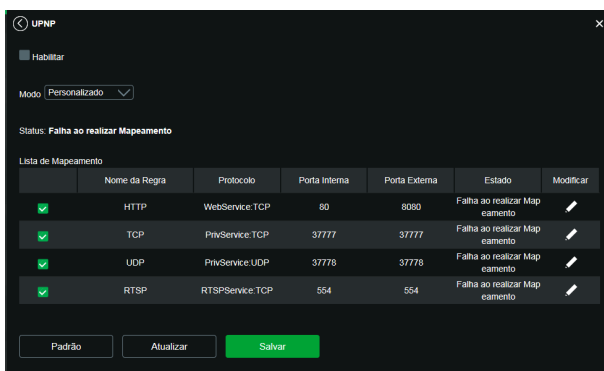 UPNP
Habilitar
Modo Personalizado
Status: Falha ao realizar Mapeamento
Lista de Mapeamento
Nome da Regra Protocolo Porta Interna Porta Externa Estado Modificar
HTTP WebService:TCP 80 8080 Falha ao realizar Map
eamento
TCP PrivService:TCP 37777 37777 Falha ao realizar Map
eamento
UDP PrivService:UDP 37778 37778 Falha ao realizar Map
eamento
RTSP RTSPService:TCP 554 554 Falha ao realizar Map
eamento
Padrão Atualizar Salvar